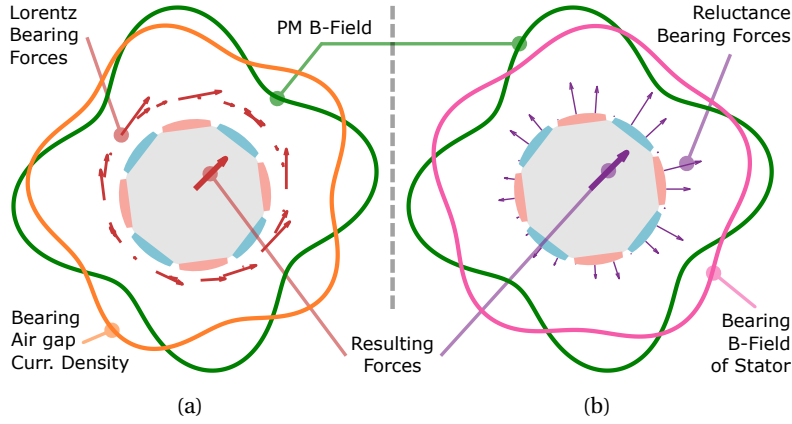 Lorentz
Bearing
Forces
PM B-Field
Reluctance
Bearing Forces
Bearing
Air gap
Curr. Density
Resulting
Forces
Bearing
B-Field
of Stator
(a)
(b)